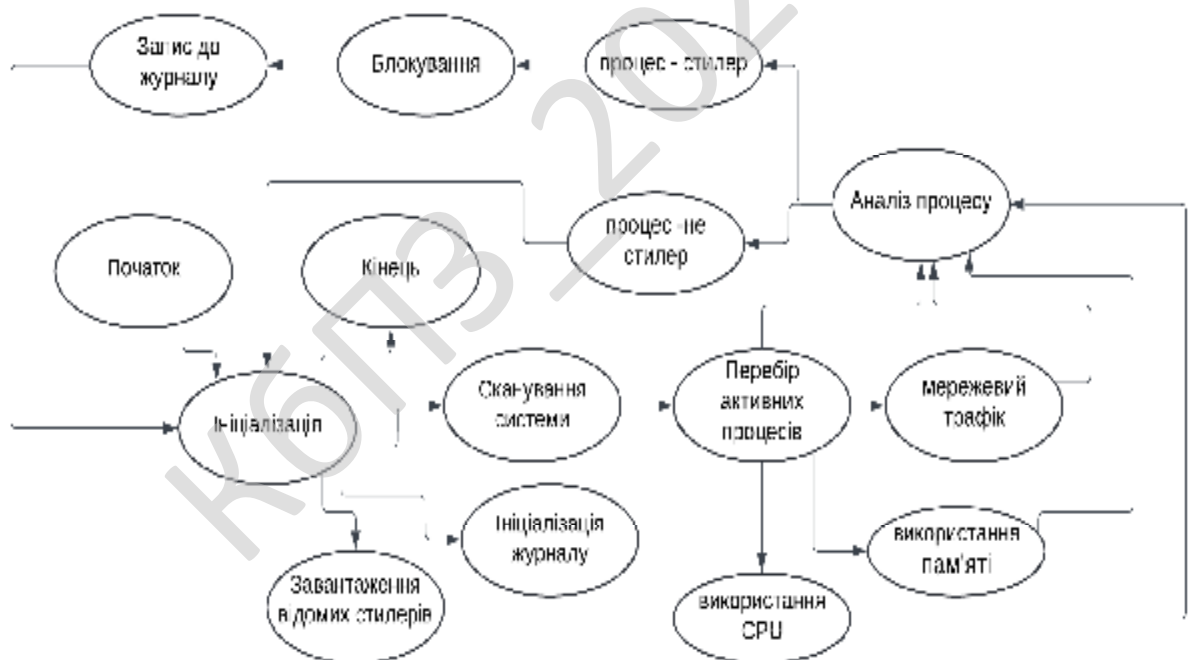 Запис до
журналу
Блокування
процес - стилер
Аналіз процесу
процес -не
стилер
Початок
Кінець
Ініціалізація
Сканування
системи
Перебір
активних
процесів
мережевий
трафік
Ініціалізація
журналу
використання
пам'яті
Завантаження
відомих стилерів
використання
CPU
КбПЗ_202